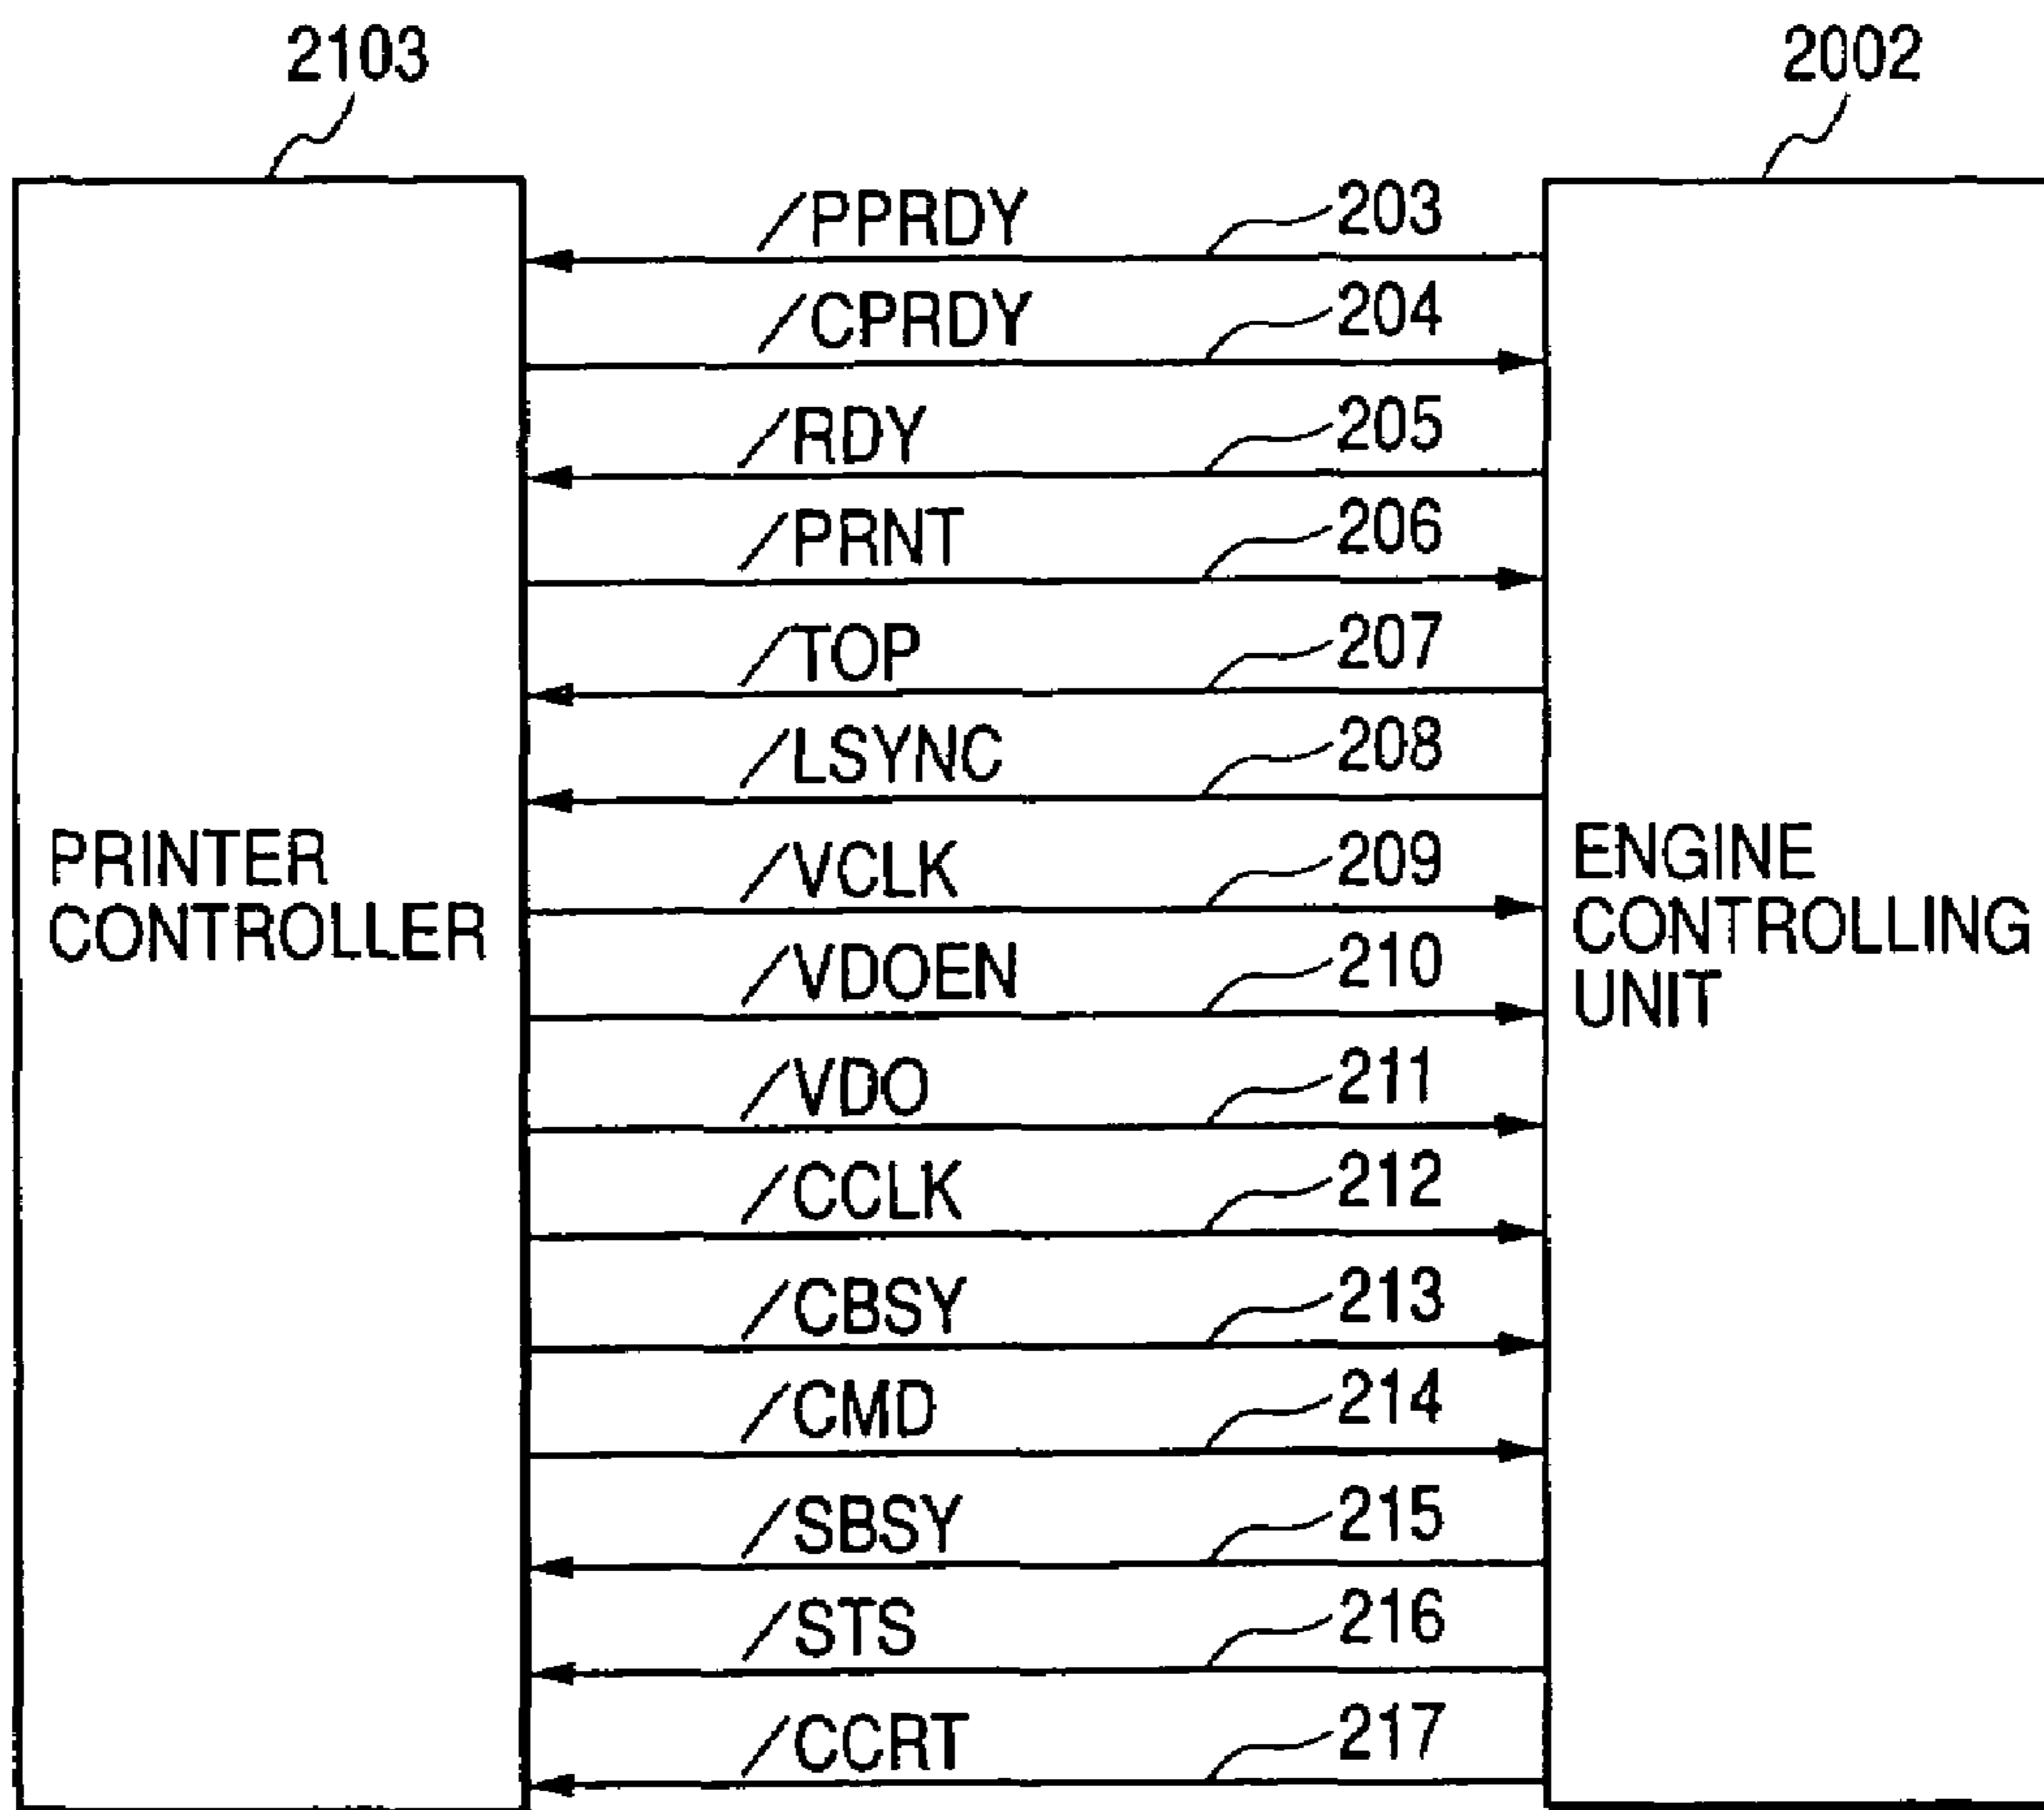 2103
2002
/PPRDY 203
/CPRDY 204
/RDY 205
/PRNT 206
/TOP 207
/LSYNC 208
/VCLK 209
/VDOEN 210
/VDO 211
/CCLK 212
/CBSY 213
/CMD 214
/SBSY 215
/STS 216
/CCRT 217
PRINTER
CONTROLLER
ENGINE
CONTROLLING
UNIT